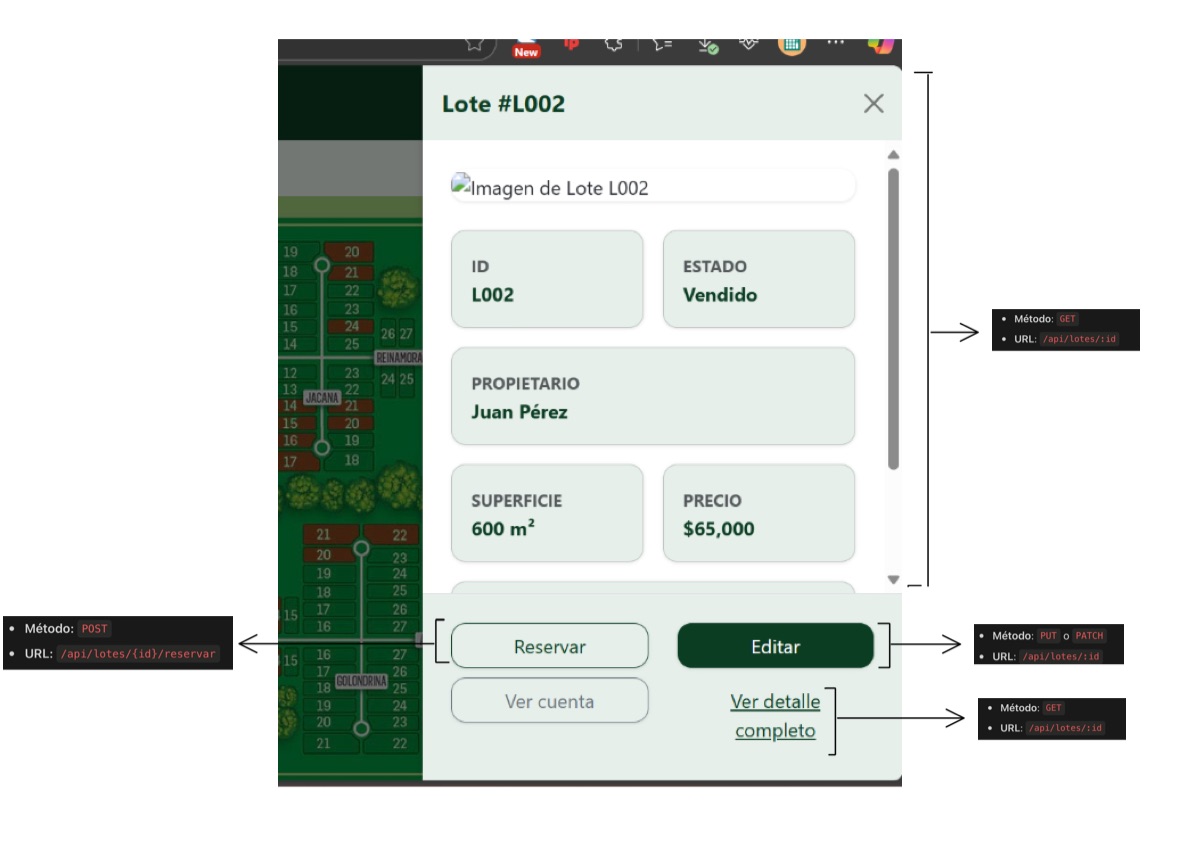 New
Lote #L002
Imagen de Lote L002
ID
L002
ESTADO
Vendido
PROPIETARIO
Juan Pérez
SUPERFICIE
600 m²
PRECIO
$65,000
Reservar
Editar
Ver cuenta
Ver detalle
completo
• Método: GET
• URL: /api/lotes/:id
• Método: POST
• URL: /api/lotes/{id}/reservar
• Método: PUT o PATCH
• URL: /api/lotes/:id
• Método: GET
• URL: /api/lotes/:id
19 20
18 21
17 22
16 23
15 24
14 25
26 27
REINAMORA
12 23
24 25
13 22
JACANA
14 21
15 20
16 19
17 18
21 22
20 23
19 24
18 25
15
17 26
16 27
15
16 27
17 26
GOLONDRINA
18 25
19 24
20 23
21 22